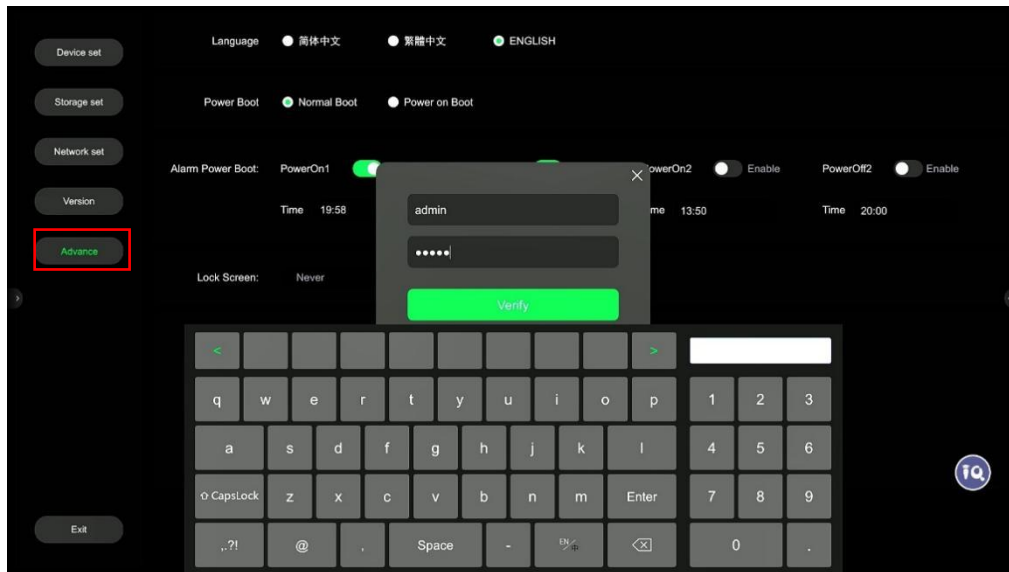 Device set
Storage set
Network set
Version
Advance
Exit
Language 简体中文 繁體中文 ENGLISH
Power Boot Normal Boot Power on Boot
Alarm Power Boot: PowerOn1 owerOn2 Enable PowerOff2 Enable
Time 19:58 me 13:50 Time 20:00
Lock Screen: Never
admin
Verify
< >
q w e r t y u i o p 1 2 3
a s d f g h j k l 4 5 6
CapsLock z x c v b n m Enter 7 8 9
,.?! @ , Space - EN/中 0 .
iQ